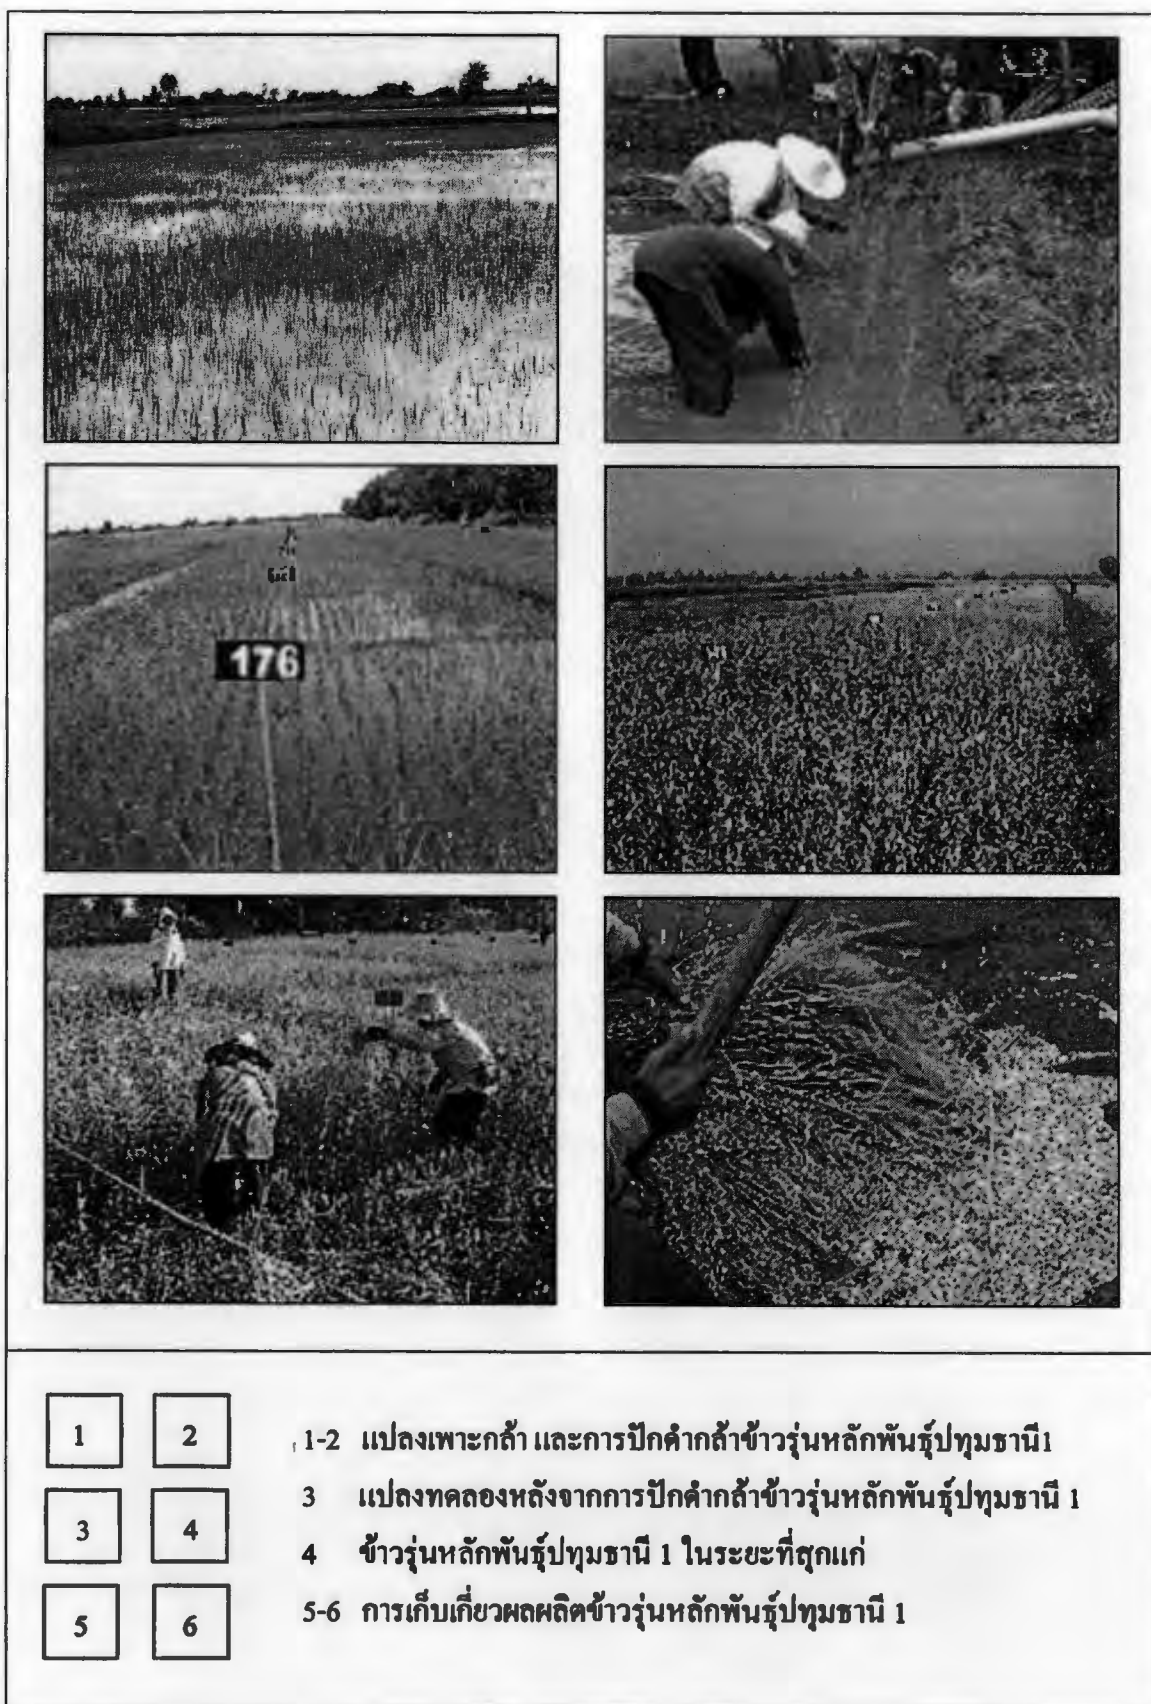 176
1 2
3 4
5 6
1-2 แปลงเพาะกล้า และการปักดำกล้าข้าวรุ่นหลักพันธุ์ปทุมธานี1
3 แปลงทดลองหลังจากการปักดำกล้าข้าวรุ่นหลักพันธุ์ปทุมธานี 1
4 ข้าวรุ่นหลักพันธุ์ปทุมธานี 1 ในระยะที่สุกแก่
5-6 การเก็บเกี่ยวผลผลิตข้าวรุ่นหลักพันธุ์ปทุมธานี 1